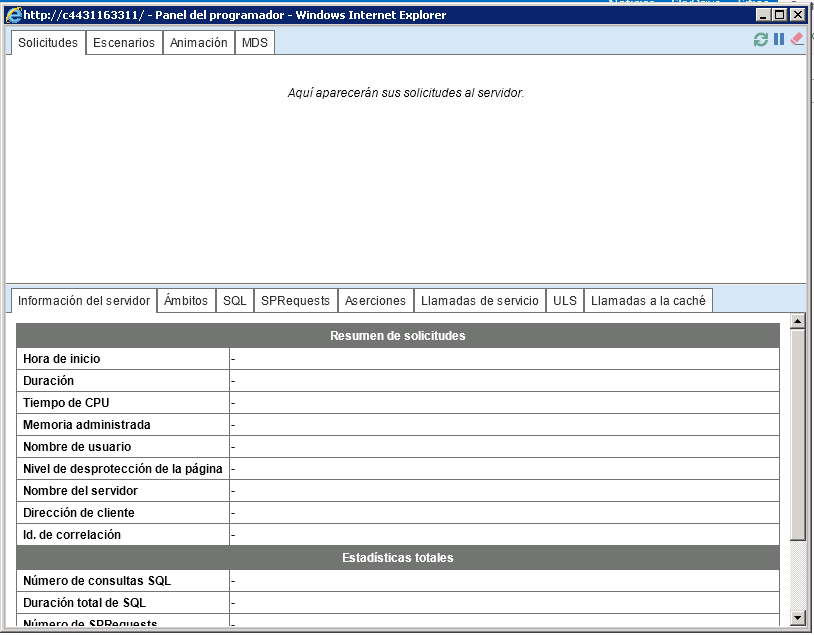 http://c4431163311/ - Panel del programador - Windows Internet Explorer
Solicitudes Escenarios Animación MDS
Aquí aparecerán sus solicitudes al servidor.
Información del servidor Ámbitos SQL SPRequests Aserciones Llamadas de servicio ULS Llamadas a la caché
Resumen de solicitudes
Hora de inicio -
Duración -
Tiempo de CPU -
Memoria administrada -
Nombre de usuario -
Nivel de desprotección de la página -
Nombre del servidor -
Dirección de cliente -
Id. de correlación -
Estadísticas totales
Número de consultas SQL -
Duración total de SQL -
Número de SPRequests -